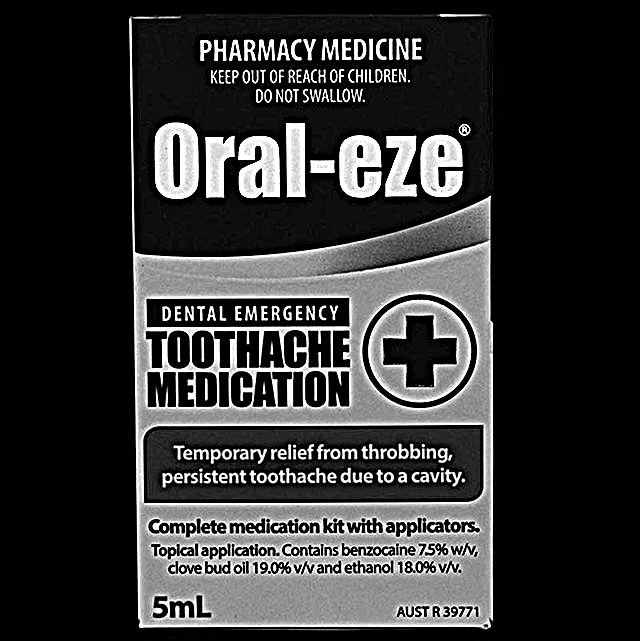 PHARMACY MEDICINE
KEEP OUT OF REACH OF CHILDREN.
DO NOT SWALLOW.
Oral-eze®
DENTAL EMERGENCY
TOOTHACHE
MEDICATION
Temporary relief from throbbing,
persistent toothache due to a cavity.
Complete medication kit with applicators.
Topical application. Contains benzocaine 7.5% w/v,
clove bud oil 19.0% v/v and ethanol 18.0% v/v.
5mL AUST R 39771